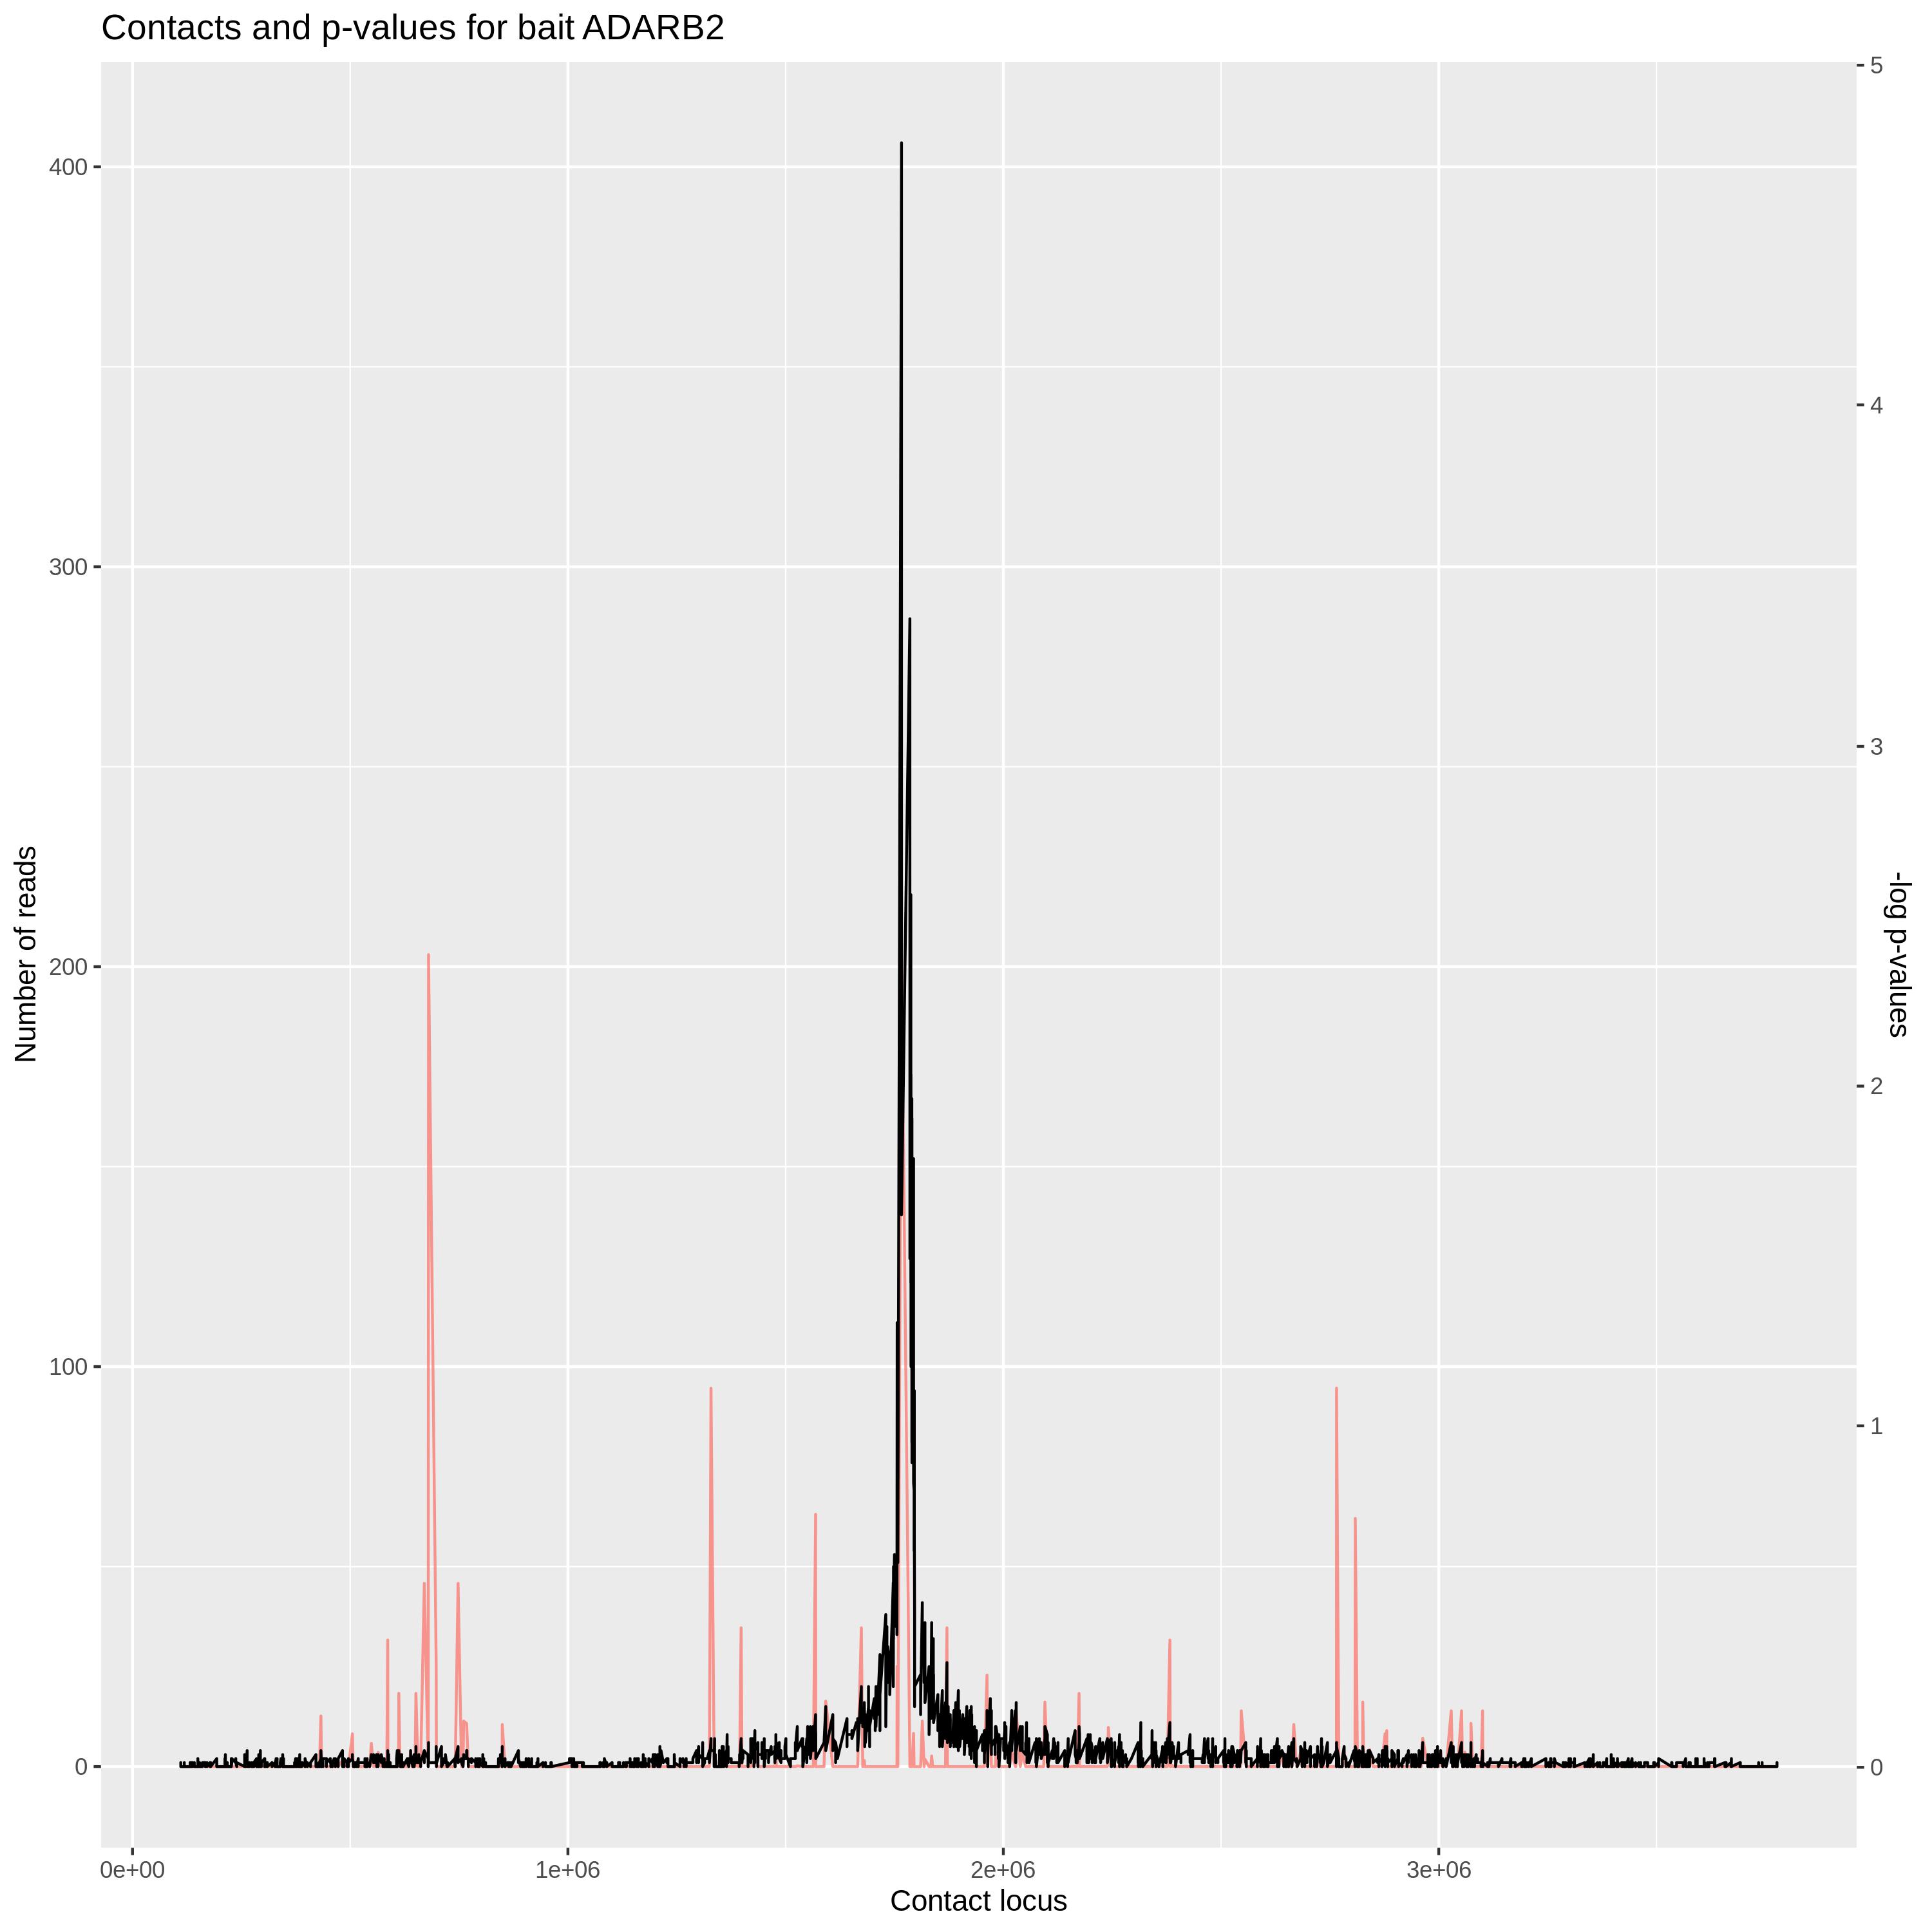 Contacts and p-values for bait ADARB2
5
400
4
300
3
Number of reads
-log p-values
200
2
100
1
0
0
0e+00
1e+06
2e+06
3e+06
Contact locus